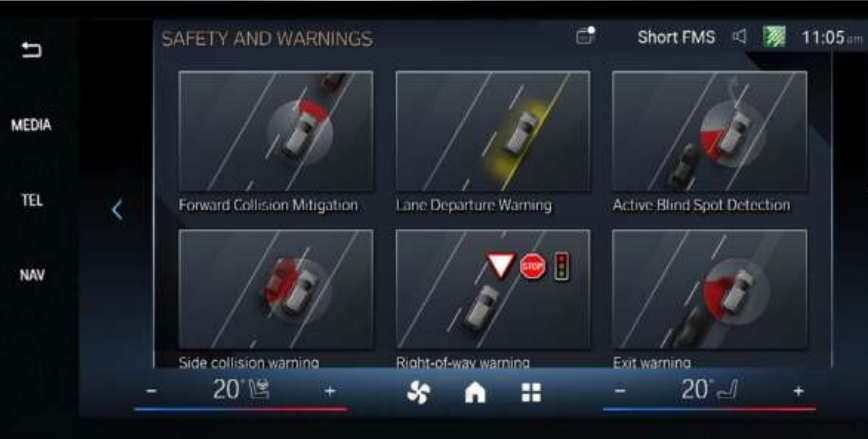 SAFETY AND WARNINGS
Short FMS
11:05 am
MEDIA
TEL
NAV
Forward Collision Mitigation
Lane Departure Warning
Active Blind Spot Detection
STOP
Side collision warning
Right-of-way warning
Exit warning
- 20° +
- 20° +